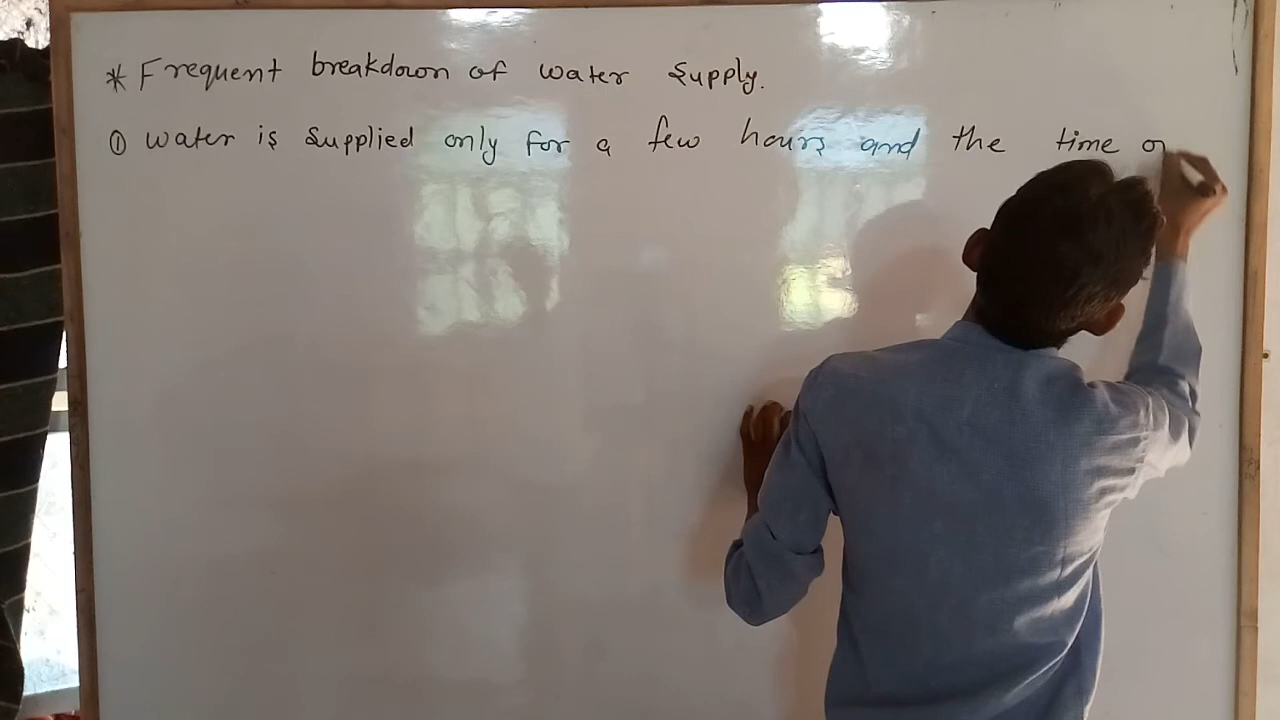 * Frequent breakdown of water supply.
① water is supplied only for a few hours and the time